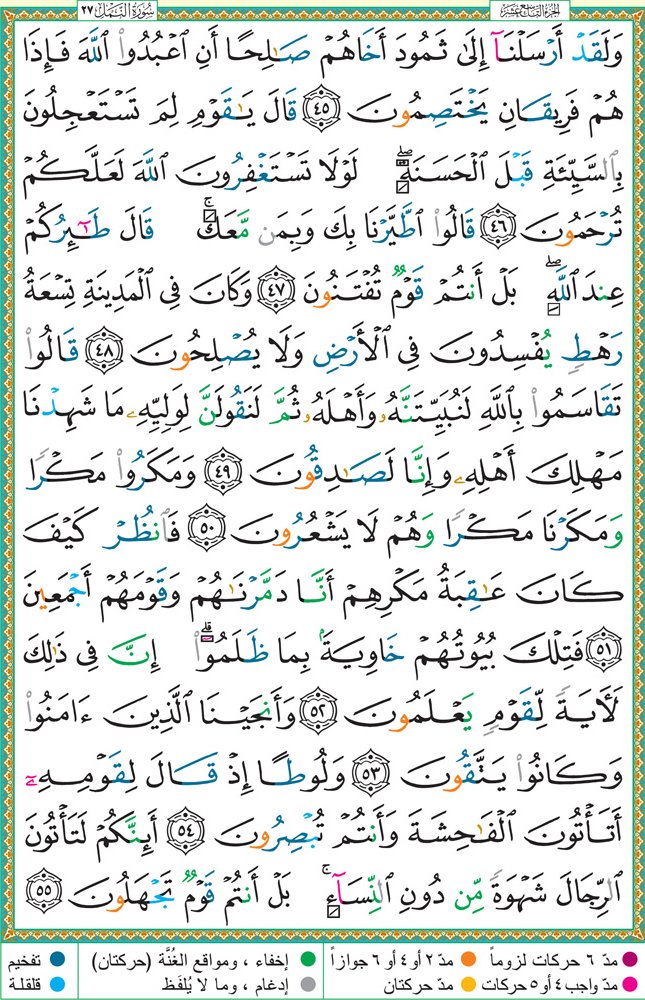 سُورَةُ النَّمْلِ ٢٧
الجزء التاسع عشر
وَلَقَدْ أَرْسَلْنَآ إِلَىٰ ثَمُودَ أَخَاهُمْ صَٰلِحًا أَنِ ٱعْبُدُوا۟ ٱللَّهَ فَإِذَا
هُمْ فَرِيقَانِ يَخْتَصِمُونَ ٤٥ قَالَ يَٰقَوْمِ لِمَ تَسْتَعْجِلُونَ
بِٱلسَّيِّئَةِ قَبْلَ ٱلْحَسَنَةِ ۖ لَوْلَا تَسْتَغْفِرُونَ ٱللَّهَ لَعَلَّكُمْ
تُرْحَمُونَ ٤٦ قَالُوا۟ ٱطَّيَّرْنَا بِكَ وَبِمَن مَّعَكَ ۚ قَالَ طَٰٓئِرُكُمْ
عِندَ ٱللَّهِ ۖ بَلْ أَنتُمْ قَوْمٌ تُفْتَنُونَ ٤٧ وَكَانَ فِى ٱلْمَدِينَةِ تِسْعَةُ
رَهْطٍ يُفْسِدُونَ فِى ٱلْأَرْضِ وَلَا يُصْلِحُونَ ٤٨ قَالُوا۟
تَقَاسَمُوا۟ بِٱللَّهِ لَنُبَيِّتَنَّهُۥ وَأَهْلَهُۥ ثُمَّ لَنَقُولَنَّ لِوَلِيِّهِۦ مَا شَهِدْنَا
مَهْلِكَ أَهْلِهِۦ وَإِنَّا لَصَٰدِقُونَ ٤٩ وَمَكَرُوا۟ مَكْرًا
وَمَكَرْنَا مَكْرًا وَهُمْ لَا يَشْعُرُونَ ٥٠ فَٱنظُرْ كَيْفَ
كَانَ عَٰقِبَةُ مَكْرِهِمْ أَنَّا دَمَّرْنَٰهُمْ وَقَوْمَهُمْ أَجْمَعِينَ
٥١ فَتِلْكَ بُيُوتُهُمْ خَاوِيَةًۢ بِمَا ظَلَمُوٓا۟ ۗ إِنَّ فِى ذَٰلِكَ
لَءَايَةً لِّقَوْمٍ يَعْلَمُونَ ٥٢ وَأَنجَيْنَا ٱلَّذِينَ ءَامَنُوا۟
وَكَانُوا۟ يَتَّقُونَ ٥٣ وَلُوطًا إِذْ قَالَ لِقَوْمِهِۦٓ
أَتَأْتُونَ ٱلْفَٰحِشَةَ وَأَنتُمْ تُبْصِرُونَ ٥٤ أَئِنَّكُمْ لَتَأْتُونَ
ٱلرِّجَالَ شَهْوَةً مِّن دُونِ ٱلنِّسَآءِ ۚ بَلْ أَنتُمْ قَوْمٌ تَجْهَلُونَ ٥٥
مدّ ٦ حركات لزوماً مدّ ٢ أو ٤ أو ٦ جوازاً إخفاء ، ومواقع الغُنَّة (حركتان) تفخيم
مدّ واجب ٤ أو ٥ حركات مدّ حركتان إدغام ، وما لا يُلفَظ قلقلة